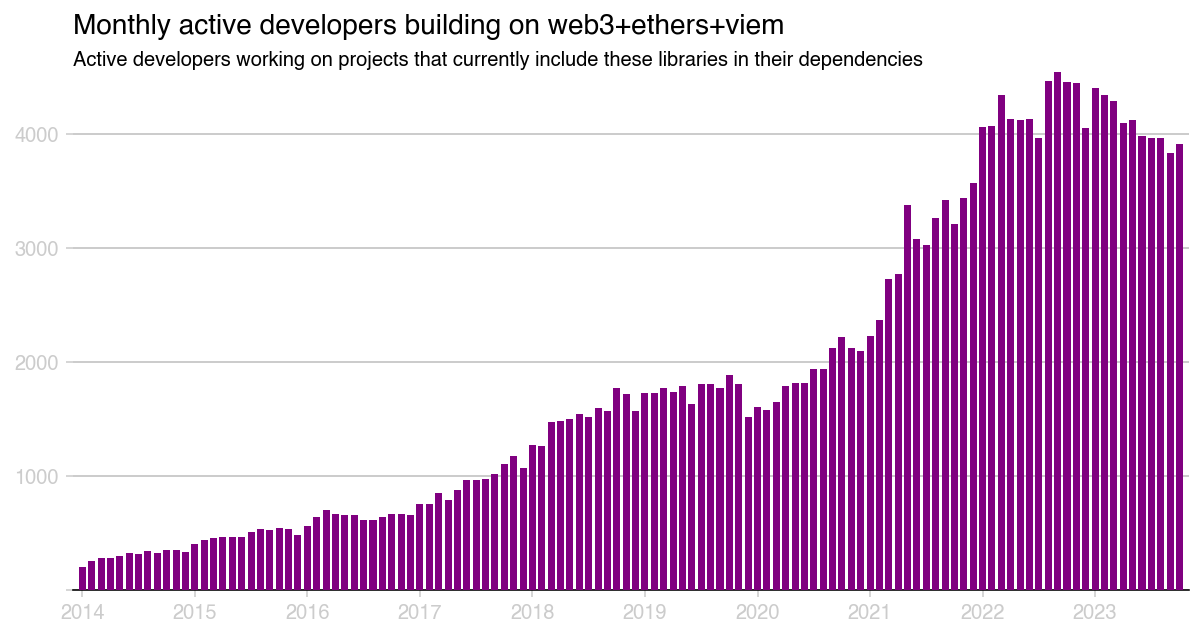 Monthly active developers building on web3+ethers+viem
Active developers working on projects that currently include these libraries in their dependencies
4000
3000
2000
1000
2014 2015 2016 2017 2018 2019 2020 2021 2022 2023